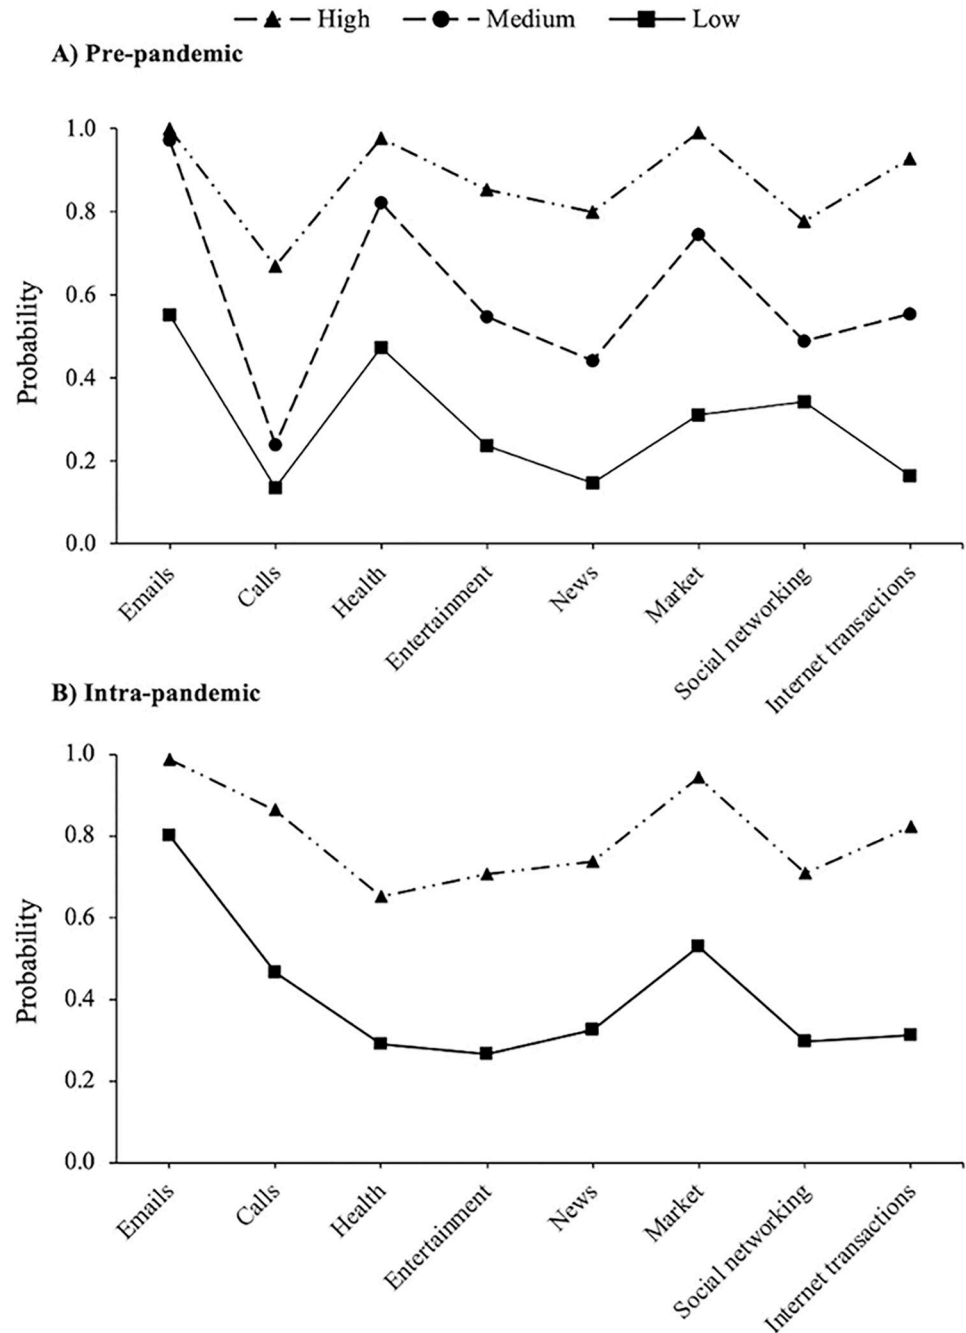 High Medium Low
A) Pre-pandemic
1.0
0.8
0.6
0.4
0.2
0.0
Probability
Emails Calls Health Entertainment News Market Social networking Internet transactions
B) Intra-pandemic
1.0
0.8
0.6
0.4
0.2
0.0
Probability
Emails Calls Health Entertainment News Market Social networking Internet transactions